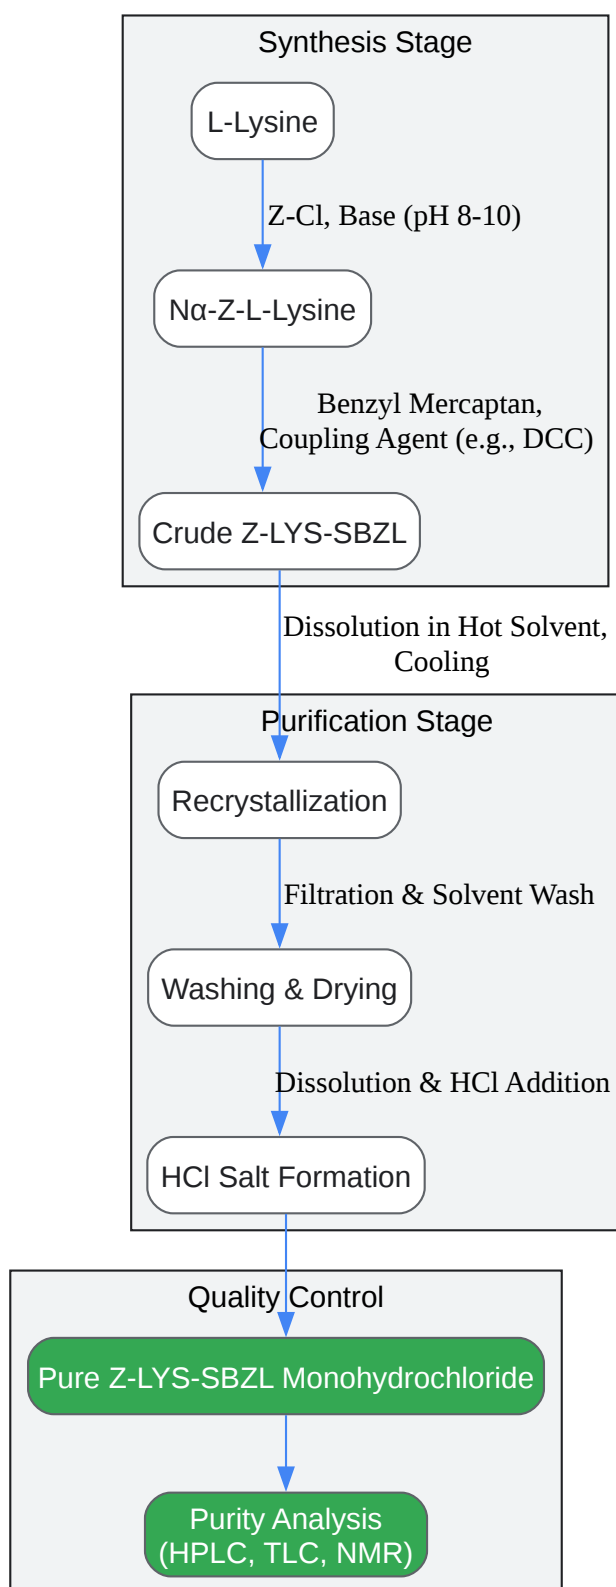 Synthesis Stage
L-Lysine
Z-Cl, Base (pH 8-10)
Nα-Z-L-Lysine
Benzyl Mercaptan,
Coupling Agent (e.g., DCC)
Crude Z-LYS-SBZL
Dissolution in Hot Solvent,
Cooling
Purification Stage
Recrystallization
Filtration & Solvent Wash
Washing & Drying
Dissolution & HCl Addition
HCl Salt Formation
Quality Control
Pure Z-LYS-SBZL Monohydrochloride
Purity Analysis
(HPLC, TLC, NMR)